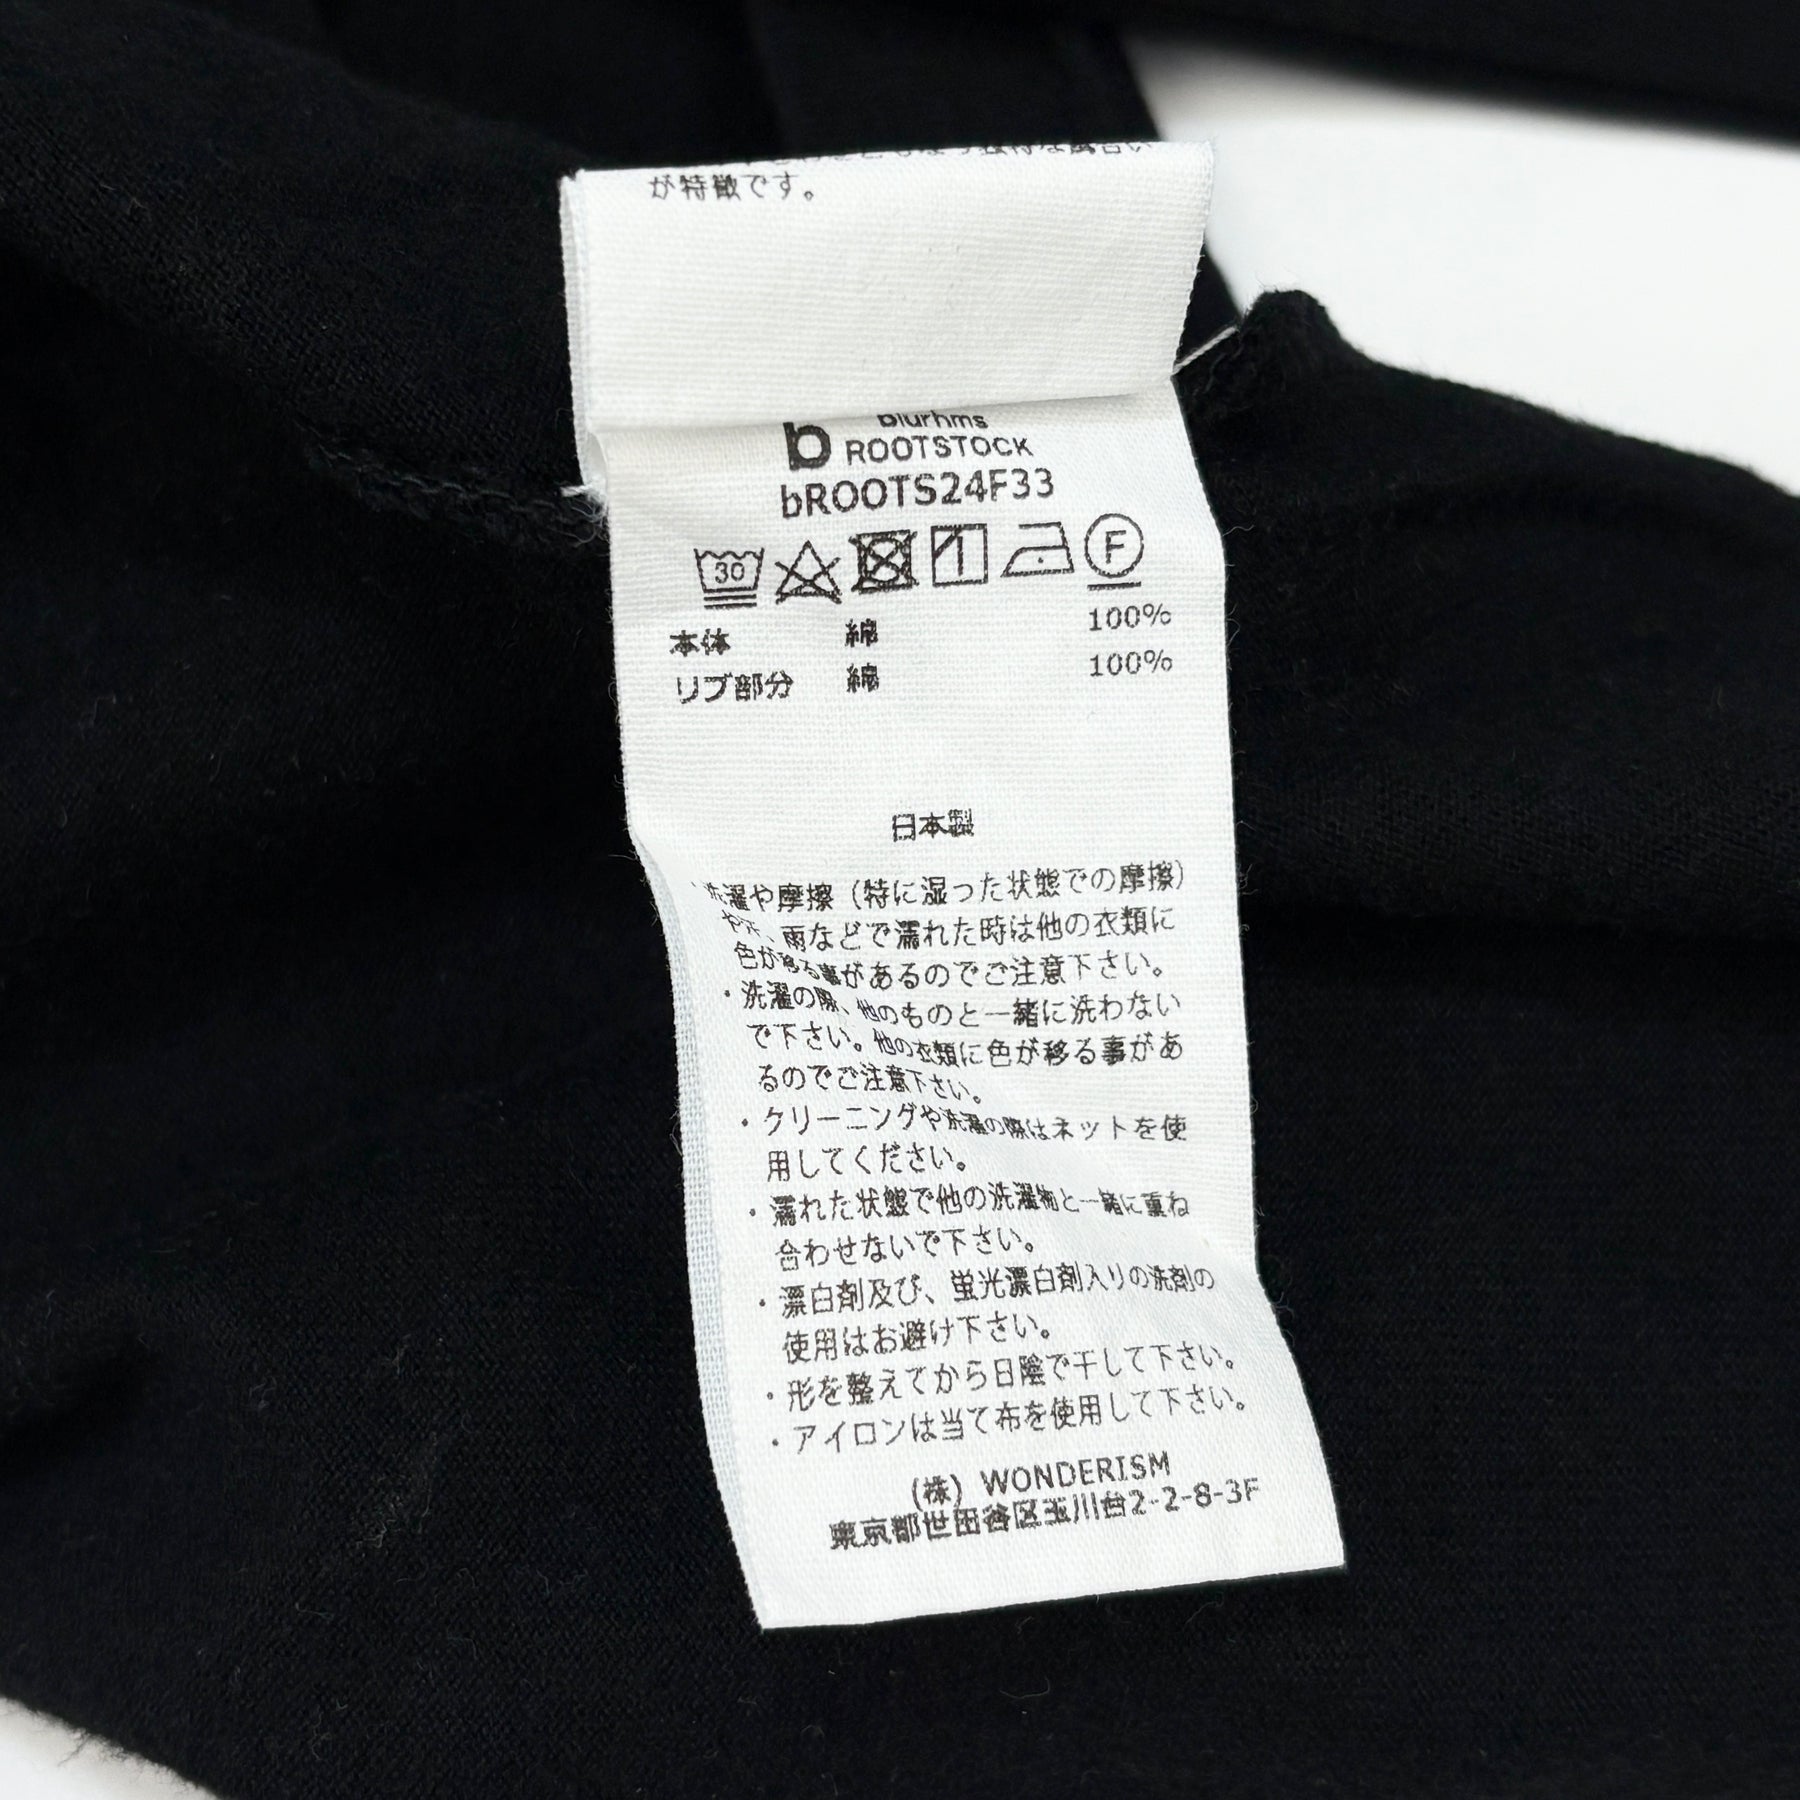 が特徴です。
b blurhms
ROOTSTOCK
bROOTS24F33
30
F
本体 綿 100%
リブ部分 綿 100%
日本製
洗濯や摩擦（特に湿った状態での摩擦）
や汗、雨などで濡れた時は他の衣類に
色が移る事があるのでご注意下さい。
・洗濯の際、他のものと一緒に洗わない
で下さい。他の衣類に色が移る事があ
るのでご注意下さい。
・クリーニングや洗濯の際はネットを使
用してください。
・濡れた状態で他の洗濯物と一緒に重ね
合わせないで下さい。
・漂白剤及び、蛍光漂白剤入りの洗剤の
使用はお避け下さい。
・形を整えてから日陰で干して下さい。
・アイロンは当て布を使用して下さい。
(株) WONDERISM
東京都世田谷区玉川台2-2-8-3F